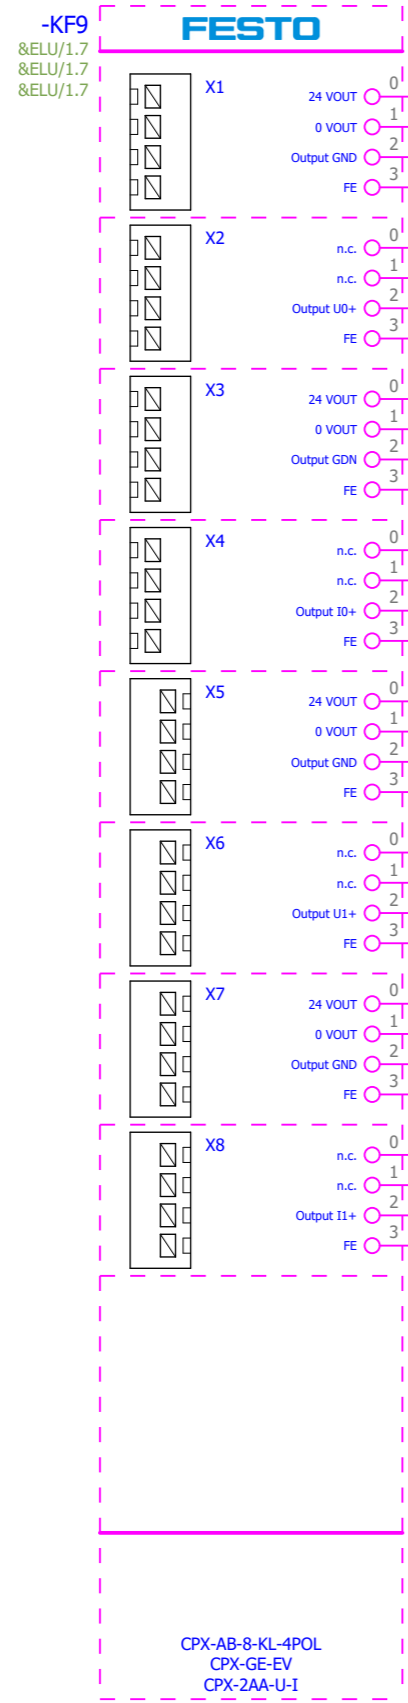 -KF9
FESTO
&ELU/1.7
&ELU/1.7
&ELU/1.7
X1
24 VOUT 0
0 VOUT 1
Output GND 2
FE 3
X2
n.c. 0
n.c. 1
Output U0+ 2
FE 3
X3
24 VOUT 0
0 VOUT 1
Output GDN 2
FE 3
X4
n.c. 0
n.c. 1
Output I0+ 2
FE 3
X5
24 VOUT 0
0 VOUT 1
Output GND 2
FE 3
X6
n.c. 0
n.c. 1
Output U1+ 2
FE 3
X7
24 VOUT 0
0 VOUT 1
Output GND 2
FE 3
X8
n.c. 0
n.c. 1
Output I1+ 2
FE 3
CPX-AB-8-KL-4POL
CPX-GE-EV
CPX-2AA-U-I